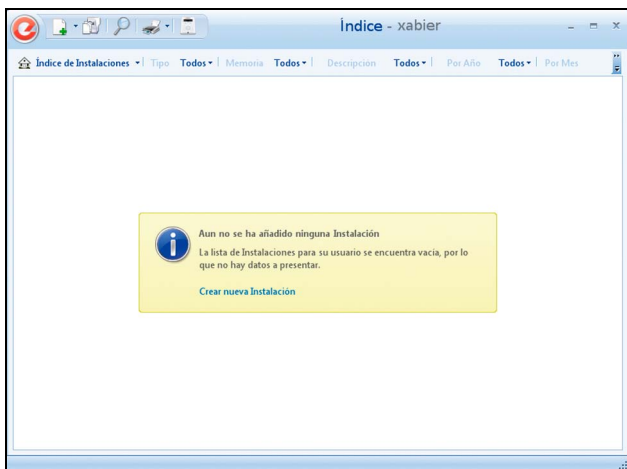 Índice - xabier
Índice de Instalaciones Tipo Todos Memoria Todos Descripción Todos Por Año Todos Por Mes
Aun no se ha añadido ninguna Instalación
La lista de Instalaciones para su usuario se encuentra vacía, por lo
que no hay datos a presentar.
Crear nueva Instalación